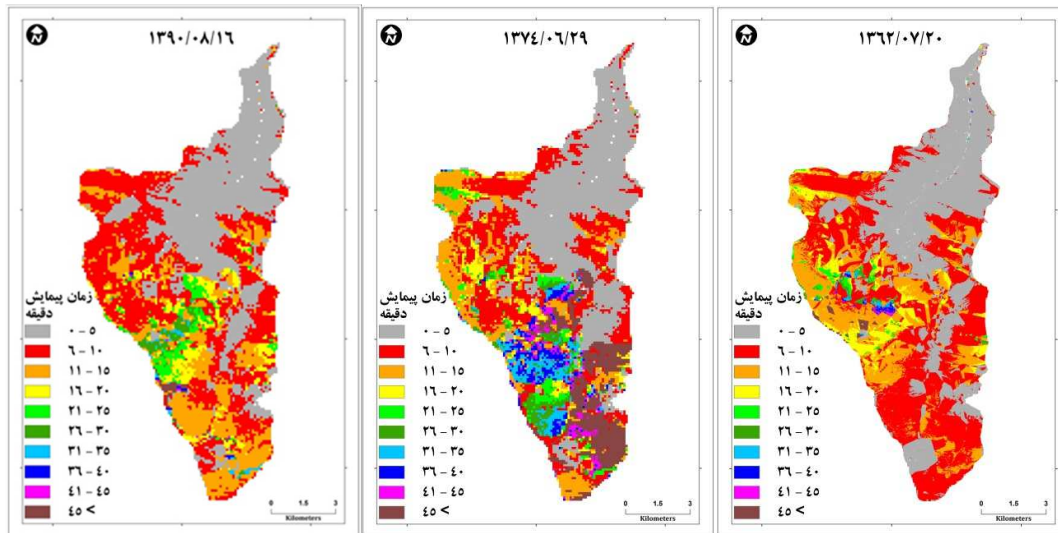 ۱۳۹۰/۰۸/۱۶
زمان پیمایش
دقیقه
۰ - ۵
۶ - ۱۰
۱۱ - ۱۵
۱۶ - ۲۰
۲۱ - ۲۵
۲۶ - ۳۰
۳۱ - ۳۵
۳۶ - ۴۰
۴۱ - ۴۵
۴۵ >
0 1.5 3
Kilometers
۱۳۷۴/۰۶/۲۹
زمان پیمایش
دقیقه
۰ - ۵
۶ - ۱۰
۱۱ - ۱۵
۱۶ - ۲۰
۲۱ - ۲۵
۲۶ - ۳۰
۳۱ - ۳۵
۳۶ - ۴۰
۴۱ - ۴۵
۴۵ >
0 1.5 3
Kilometers
۱۳۶۲/۰۷/۲۰
زمان پیمایش
دقیقه
۰ - ۵
۶ - ۱۰
۱۱ - ۱۵
۱۶ - ۲۰
۲۱ - ۲۵
۲۶ - ۳۰
۳۱ - ۳۵
۳۶ - ۴۰
۴۱ - ۴۵
۴۵ >
0 1.5 3
Kilometers